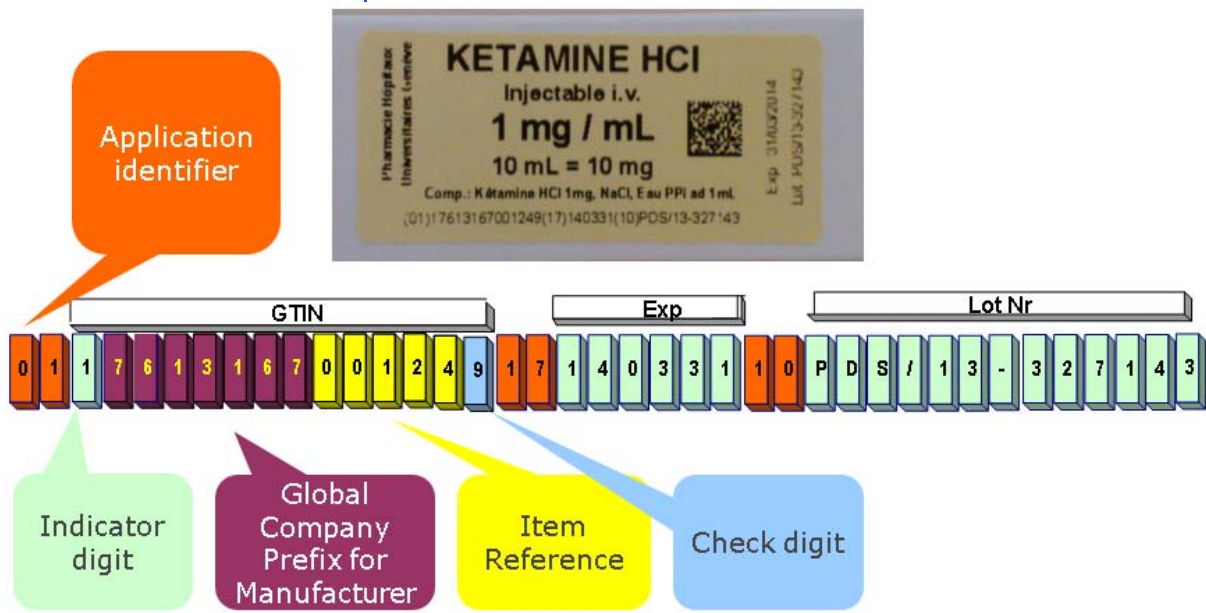 Pharmacie Hôpitaux
Universitaires Genève
KETAMINE HCl
Injectable i.v.
1 mg / mL
10 mL = 10 mg
Comp.: Kétamine HCl 1mg, NaCl, Eau PPI ad 1mL
(01)17613167001249(17)140331(10)PDS/13-327143
Exp 31/03/2014
Lot PDS/13-327143
Application
identifier
GTIN
Exp
Lot Nr
0 1 1 7 6 1 3 1 6 7 0 0 1 2 4 9 1 7 1 4 0 3 3 1 1 0 P D S / 1 3 - 3 2 7 1 4 3
Indicator
digit
Global
Company
Prefix for
Manufacturer
Item
Reference
Check digit